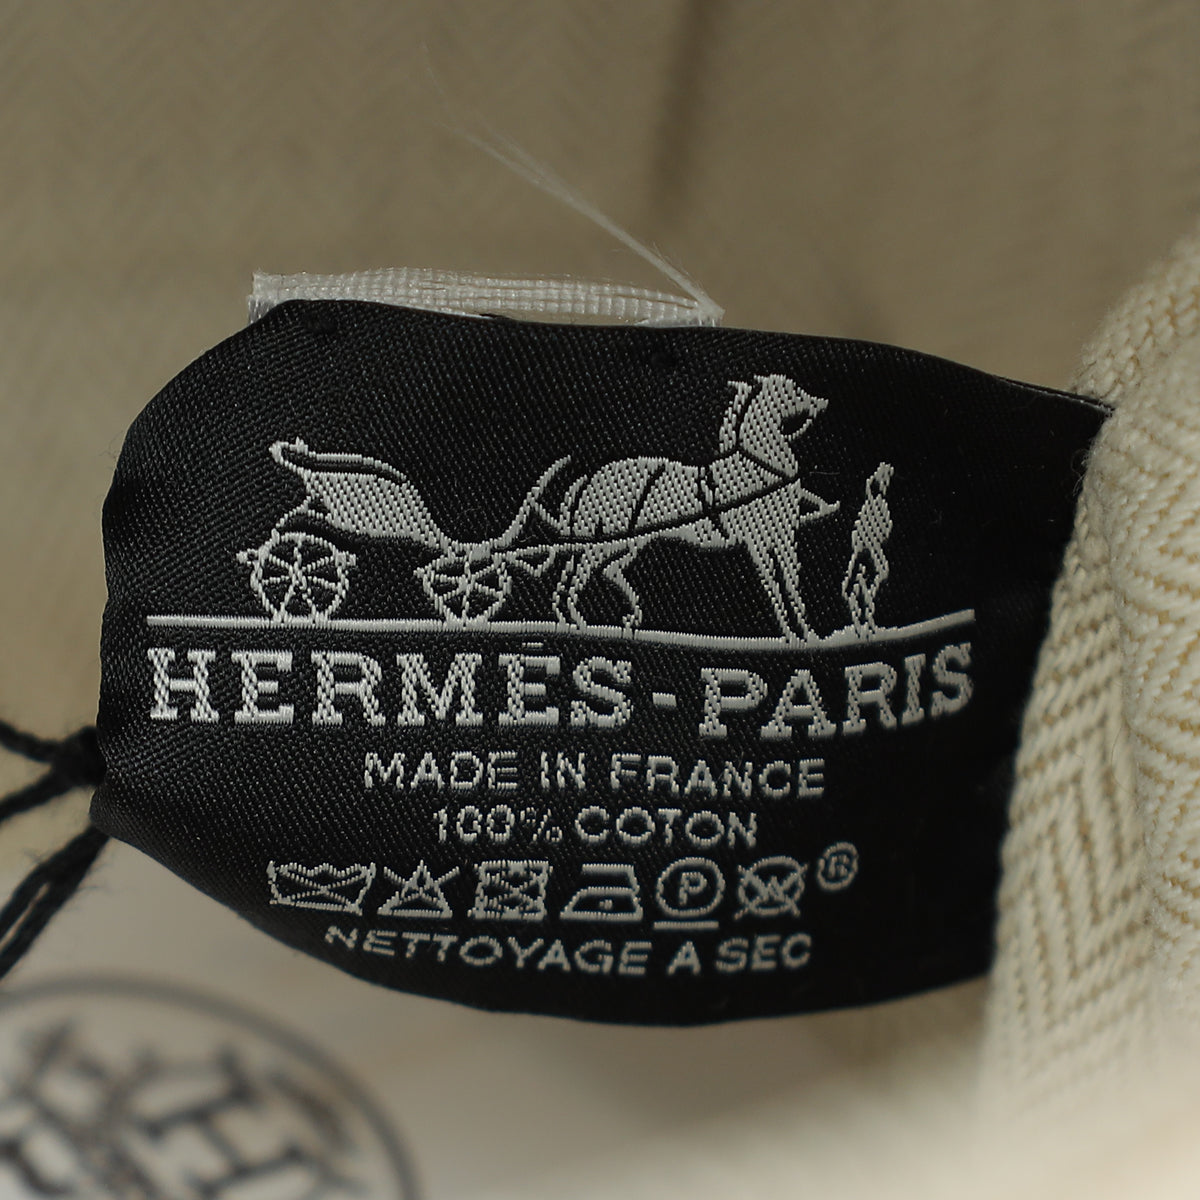 HERMÈS-PARIS
MADE IN FRANCE
100% COTON
P W ®
NETTOYAGE A SEC
H